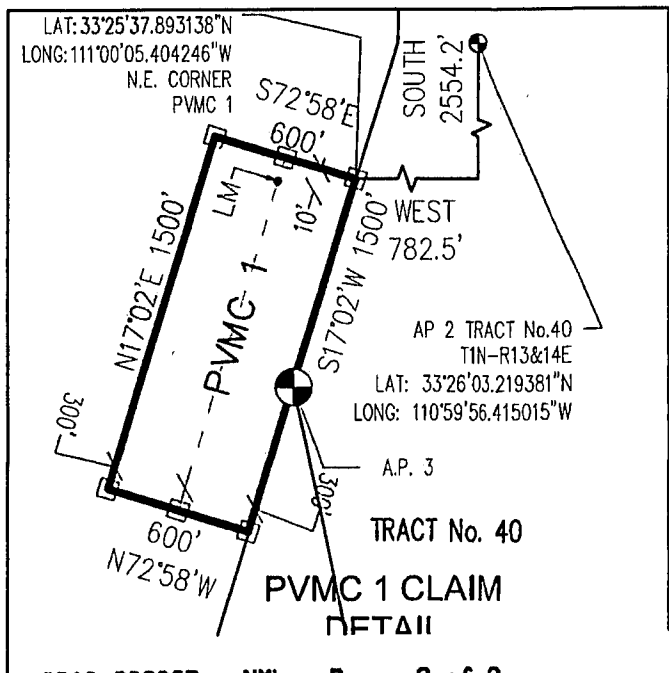 LAT: 33°25'37.893138"N
LONG: 111°00'05.404246"W
N.E. CORNER
PVMC 1
S72°58'E
600'
SOUTH
2554.2'
LM
10'
WEST
782.5'
N17°02'E 1500'
PVMC 1
S17°02'W 1500'
AP 2 TRACT No.40
T1N-R13&14E
LAT: 33°26'03.219381"N
LONG: 110°59'56.415015"W
300'
A.P. 3
300'
600'
N72°58'W
TRACT No. 40
PVMC 1 CLAIM
DETAIL